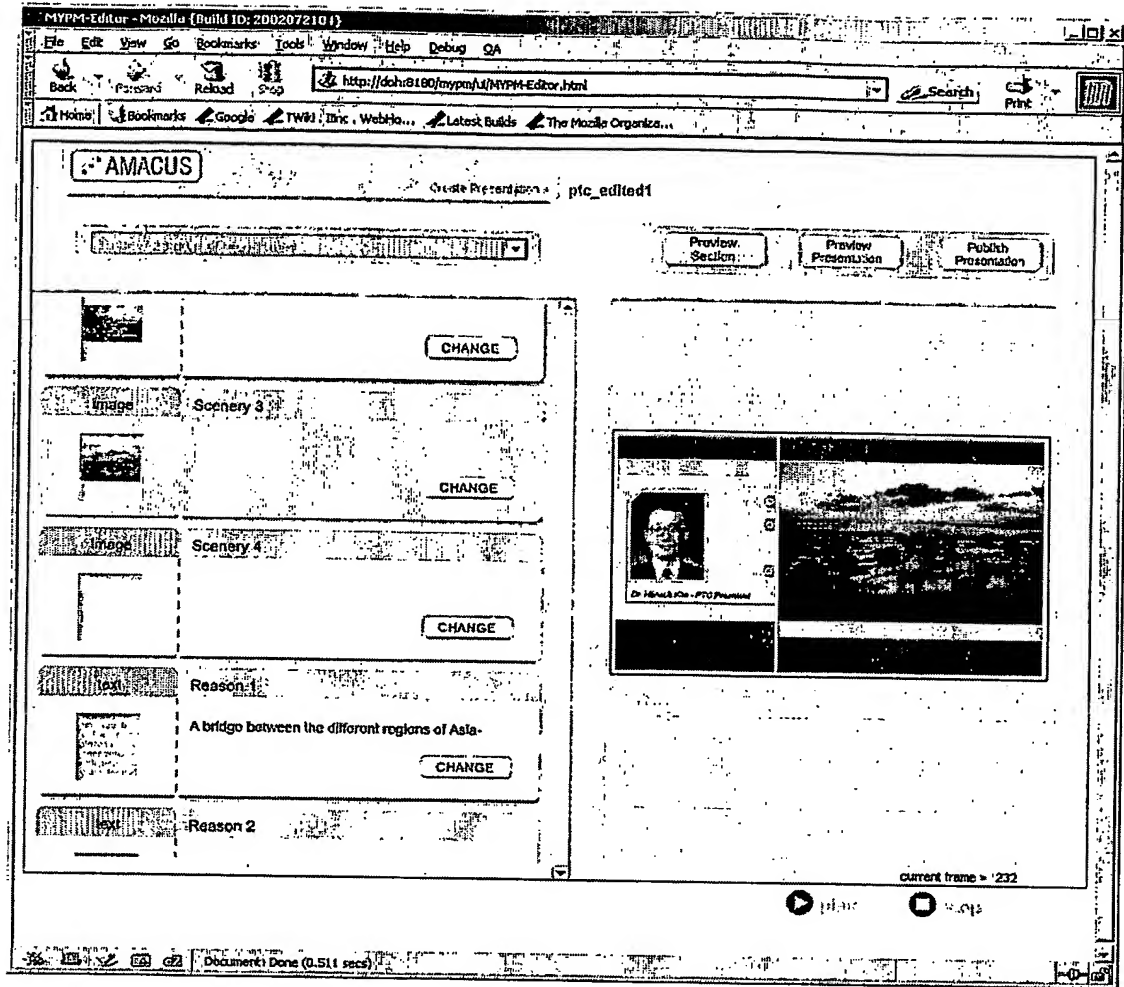 MYPM-Editor - Mozilla {Build ID: 2002072104}
File Edit View Go Bookmarks Tools Window Help Debug QA
Back Forward Reload Stop http://doh:8180/mypm/ui/MYPM-Editor.html Search Print
Home Bookmarks Google TWiki WebHo... Latest Builds The Mozilla Organiza...
AMACUS
Create Presentation ptc_edited1
Preview Section
Preview Presentation
Publish Presentation
CHANGE
Image Scenery 3
CHANGE
Image Scenery 4
CHANGE
text Reason 1
A bridge between the different regions of Asia-
CHANGE
text Reason 2
PTC President
current frame = 232
play stop
Document: Done (0.511 secs)